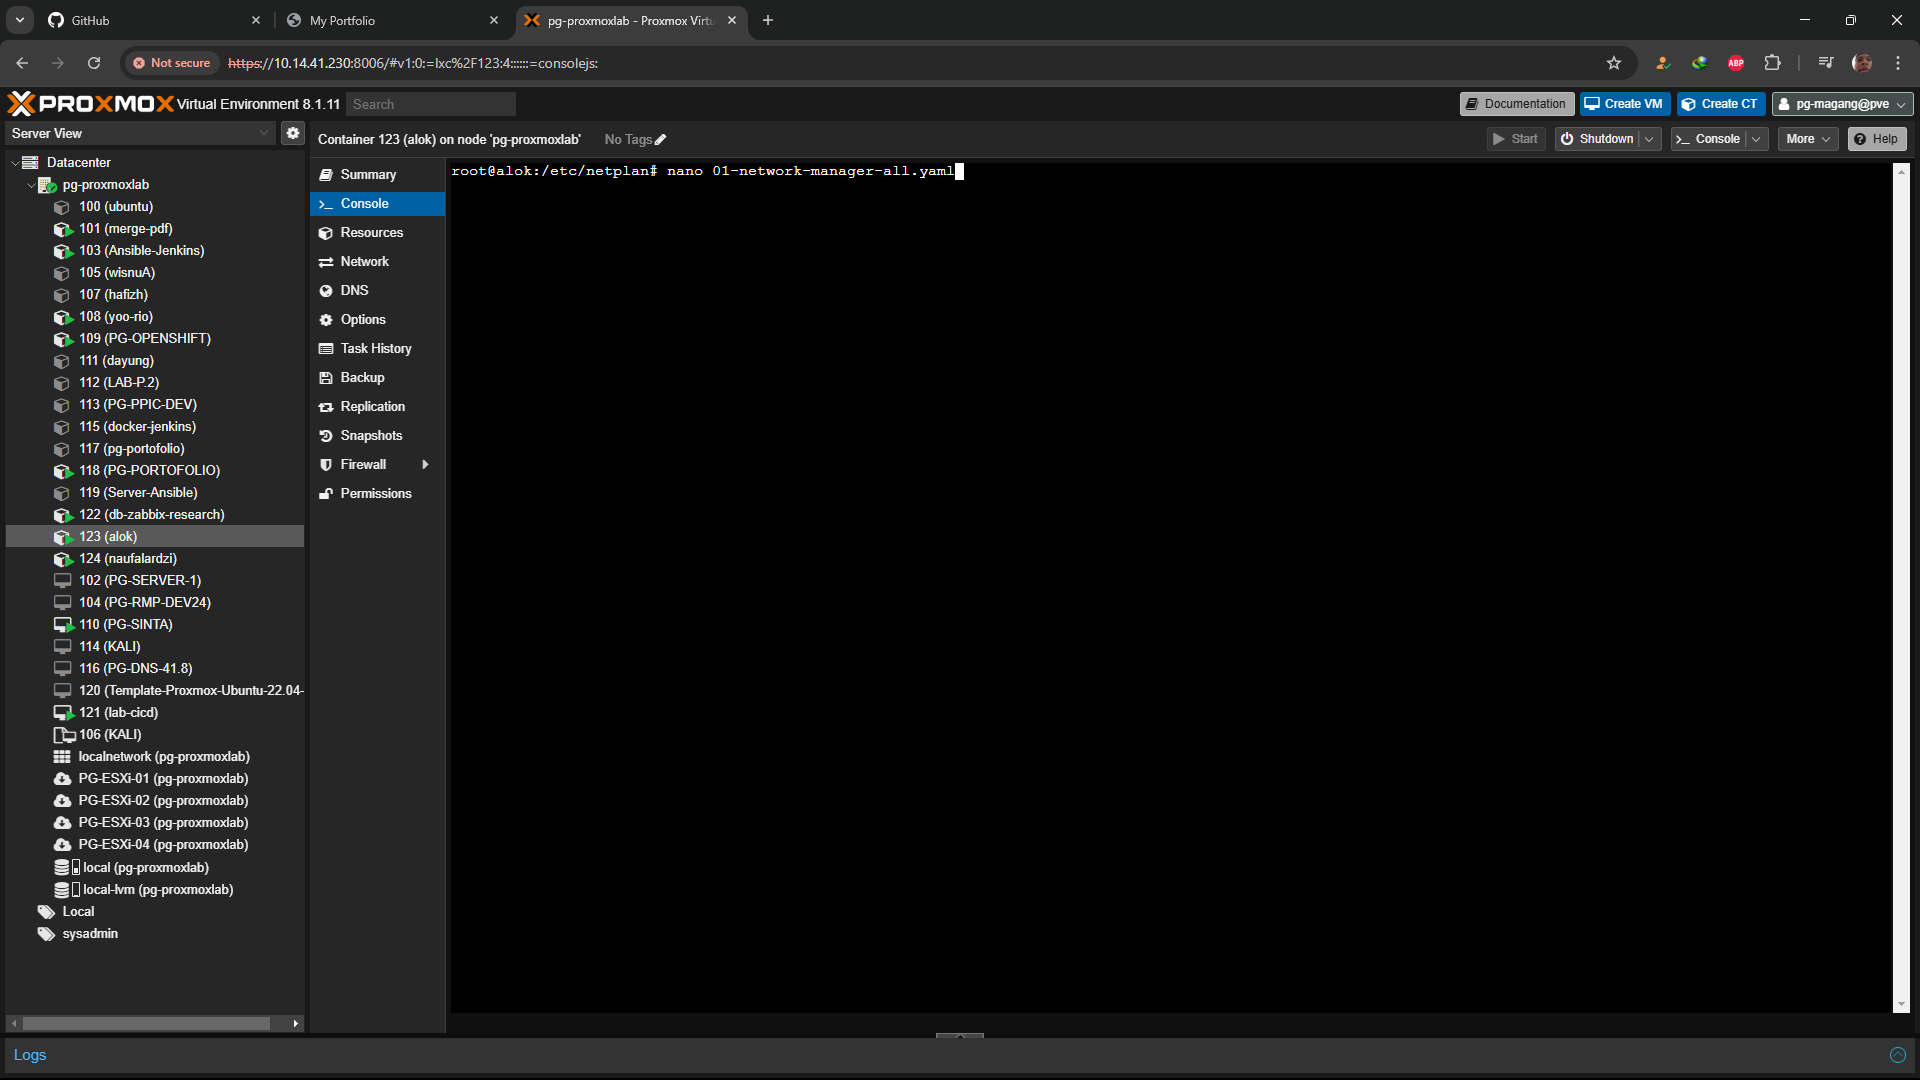 GitHub
My Portfolio
pg-proxmoxlab - Proxmox Virtu
Not secure
https://10.14.41.230:8006/#v1:0:=lxc%2F123:4::::::=consolejs:
ABP
PROXMOX Virtual Environment 8.1.11
Search
Documentation
Create VM
Create CT
pg-magang@pve
Server View
Container 123 (alok) on node 'pg-proxmoxlab'
No Tags
Start
Shutdown
Console
More
Help
Datacenter
pg-proxmoxlab
100 (ubuntu)
101 (merge-pdf)
103 (Ansible-Jenkins)
105 (wisnuA)
107 (hafizh)
108 (yoo-rio)
109 (PG-OPENSHIFT)
111 (dayung)
112 (LAB-P.2)
113 (PG-PPIC-DEV)
115 (docker-jenkins)
117 (pg-portofolio)
118 (PG-PORTOFOLIO)
119 (Server-Ansible)
122 (db-zabbix-research)
123 (alok)
124 (naufalardzi)
102 (PG-SERVER-1)
104 (PG-RMP-DEV24)
110 (PG-SINTA)
114 (KALI)
116 (PG-DNS-41.8)
120 (Template-Proxmox-Ubuntu-22.04-
121 (lab-cicd)
106 (KALI)
localnetwork (pg-proxmoxlab)
PG-ESXi-01 (pg-proxmoxlab)
PG-ESXi-02 (pg-proxmoxlab)
PG-ESXi-03 (pg-proxmoxlab)
PG-ESXi-04 (pg-proxmoxlab)
local (pg-proxmoxlab)
local-lvm (pg-proxmoxlab)
Local
sysadmin
Summary
Console
Resources
Network
DNS
Options
Task History
Backup
Replication
Snapshots
Firewall
Permissions
root@alok:/etc/netplan# nano 01-network-manager-all.yaml
Logs